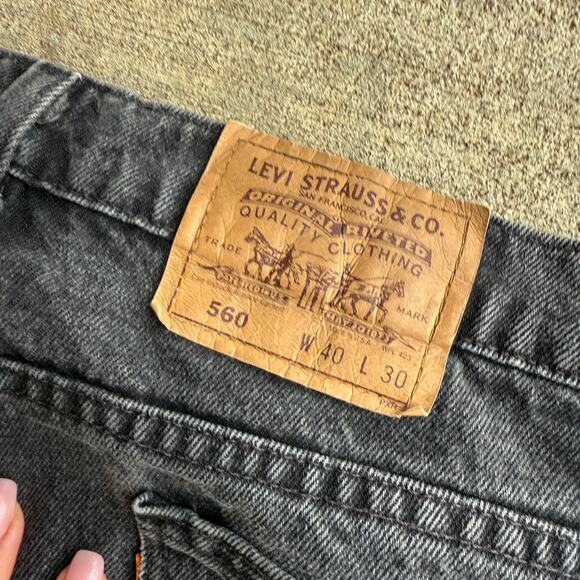 LEVI STRAUSS & CO.
SAN FRANCISCO, CAL
ORIGINAL RIVETED
QUALITY CLOTHING
TRADE MARK
560 W 40 L 30